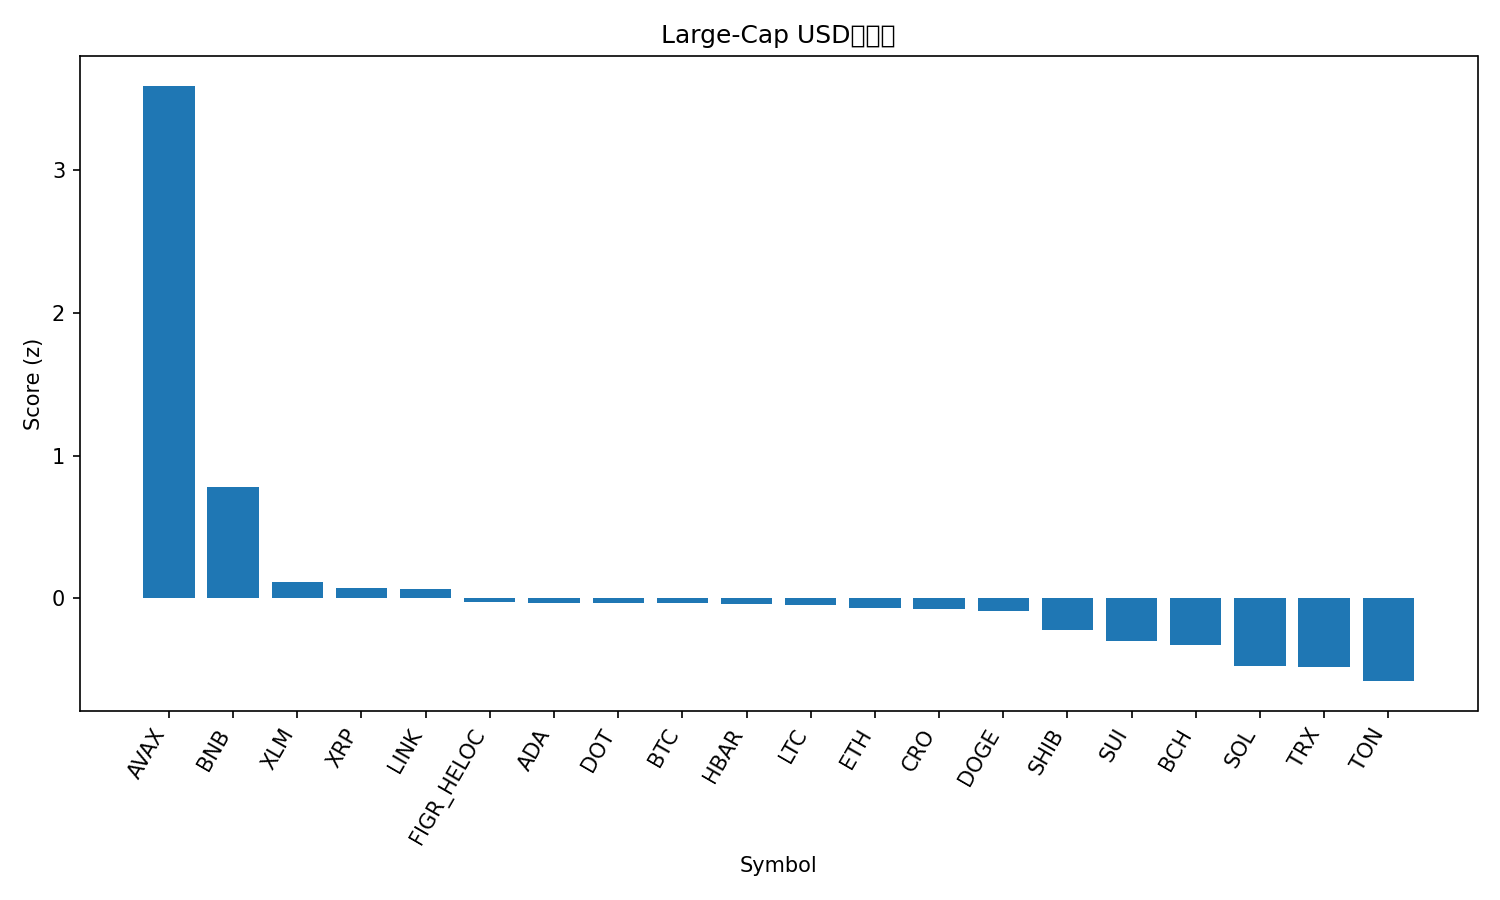 Large-Cap USD
Score (z)
3
2
1
0
AVAX
BNB
XLM
XRP
LINK
FIGR_HELOC
ADA
DOT
BTC
HBAR
LTC
ETH
CRO
DOGE
SHIB
SUI
BCH
SOL
TRX
TON
Symbol